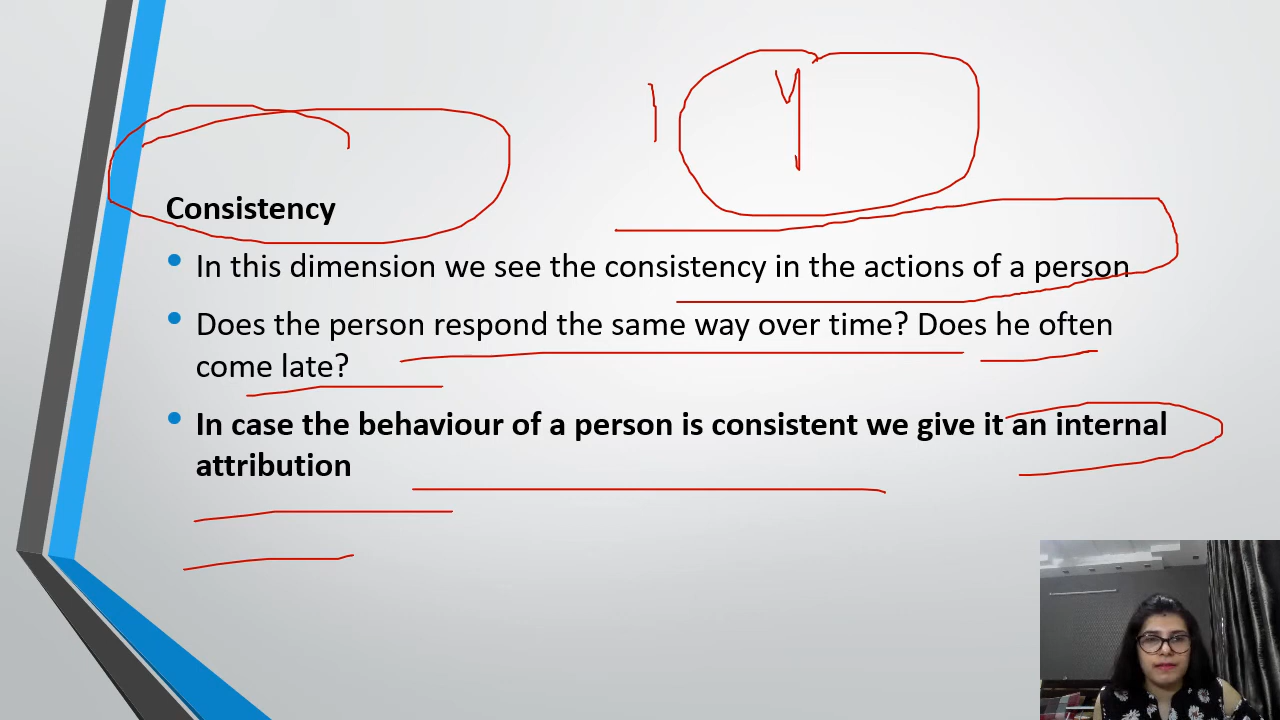 Consistency
In this dimension we see the consistency in the actions of a person
Does the person respond the same way over time? Does he often
come late?
In case the behaviour of a person is consistent we give it an internal
attribution